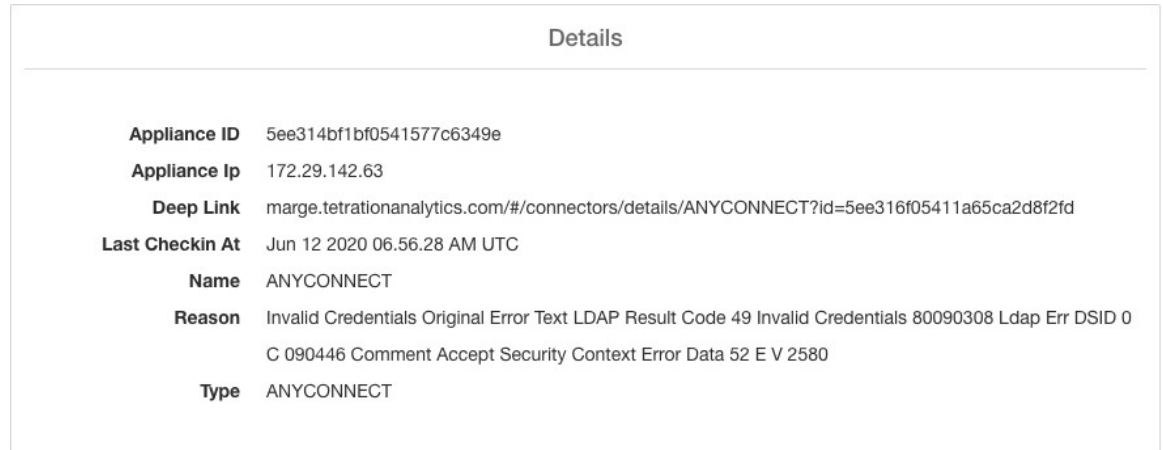 Details
Appliance ID 5ee314bf1bf0541577c6349e
Appliance Ip 172.29.142.63
Deep Link marge.tetrationanalytics.com/#/connectors/details/ANYCONNECT?id=5ee316f05411a65ca2d8f2fd
Last Checkin At Jun 12 2020 06.56.28 AM UTC
Name ANYCONNECT
Reason Invalid Credentials Original Error Text LDAP Result Code 49 Invalid Credentials 80090308 Ldap Err DSID 0
C 090446 Comment Accept Security Context Error Data 52 E V 2580
Type ANYCONNECT